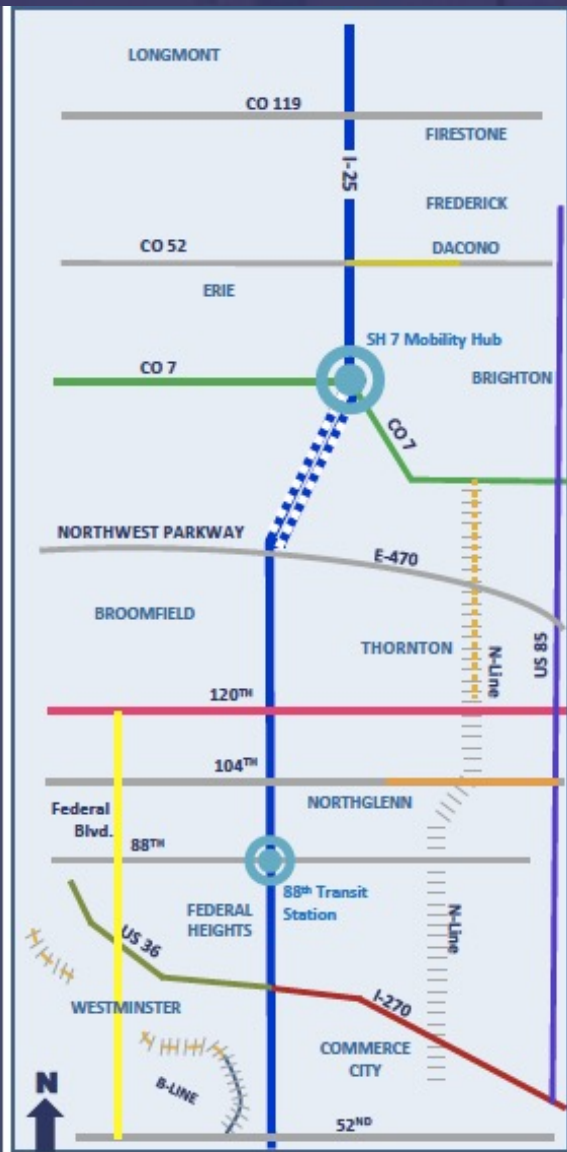 LONGMONT
CO 119
FIRESTONE
I-25
FREDERICK
CO 52
DACONO
ERIE
SH 7 Mobility Hub
CO 7
BRIGHTON
CO 7
NORTHWEST PARKWAY
E-470
BROOMFIELD
THORNTON
N-Line
US 85
120TH
104TH
NORTHGLENN
Federal
Blvd.
88TH
88th Transit
Station
FEDERAL
HEIGHTS
N-Line
US 36
WESTMINSTER
I-270
COMMERCE
CITY
B-LINE
N
52ND